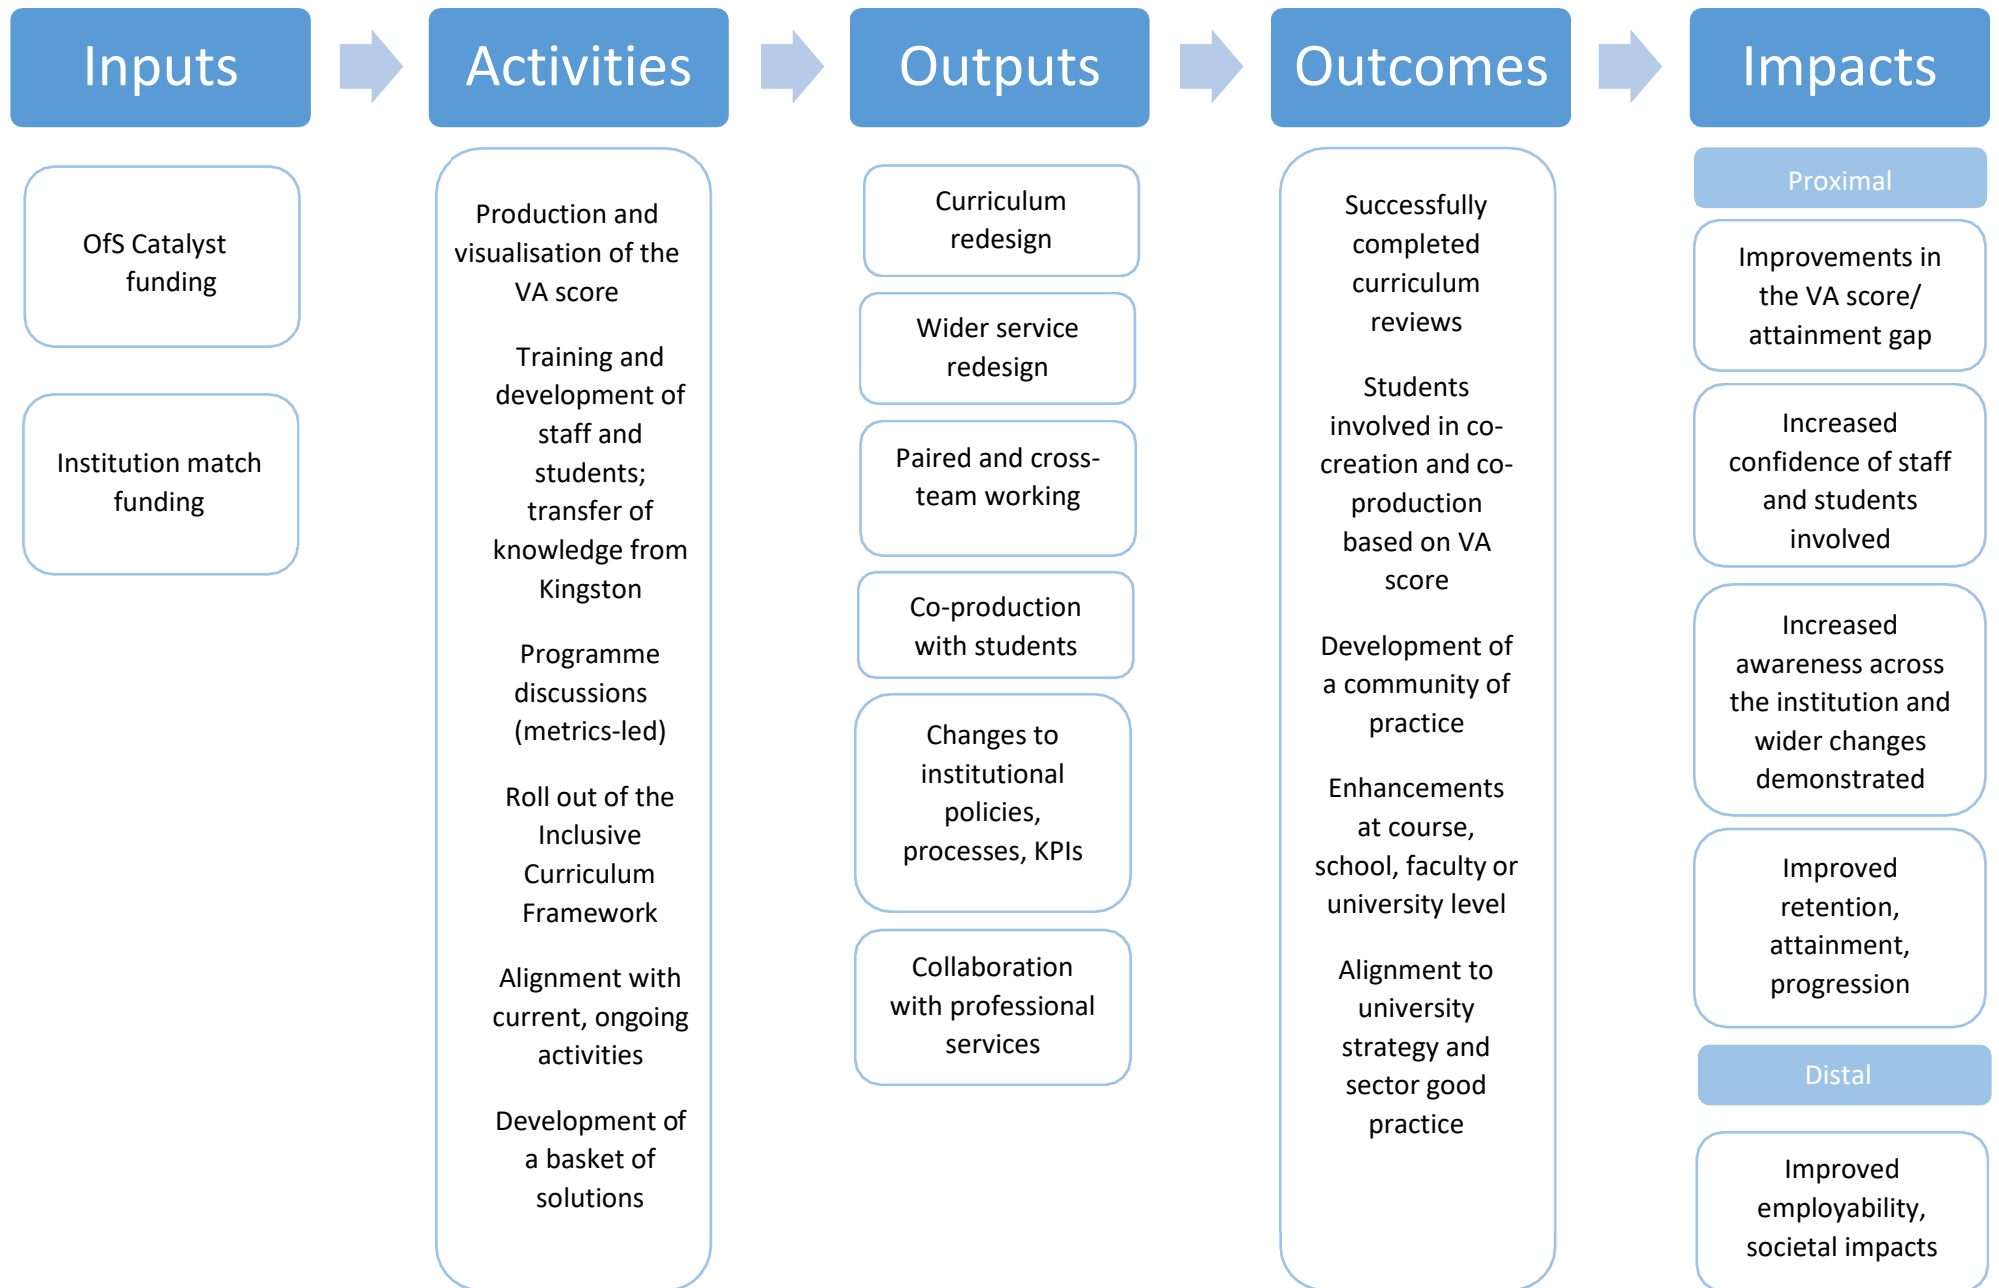 Inputs
Activities
Outputs
Outcomes
Impacts
OfS Catalyst
funding
Institution match
funding
Production and
visualisation of the
VA score
Training and
development of
staff and
students;
transfer of
knowledge from
Kingston
Programme
discussions
(metrics-led)
Roll out of the
Inclusive
Curriculum
Framework
Alignment with
current, ongoing
activities
Development of
a basket of
solutions
Curriculum
redesign
Wider service
redesign
Paired and cross-
team working
Co-production
with students
Changes to
institutional
policies,
processes, KPIs
Collaboration
with professional
services
Successfully
completed
curriculum
reviews
Students
involved in co-
creation and co-
production
based on VA
score
Development of
a community of
practice
Enhancements
at course,
school, faculty or
university level
Alignment to
university
strategy and
sector good
practice
Proximal
Improvements in
the VA score/
attainment gap
Increased
confidence of staff
and students
involved
Increased
awareness across
the institution and
wider changes
demonstrated
Improved
retention,
attainment,
progression
Distal
Improved
employability,
societal impacts